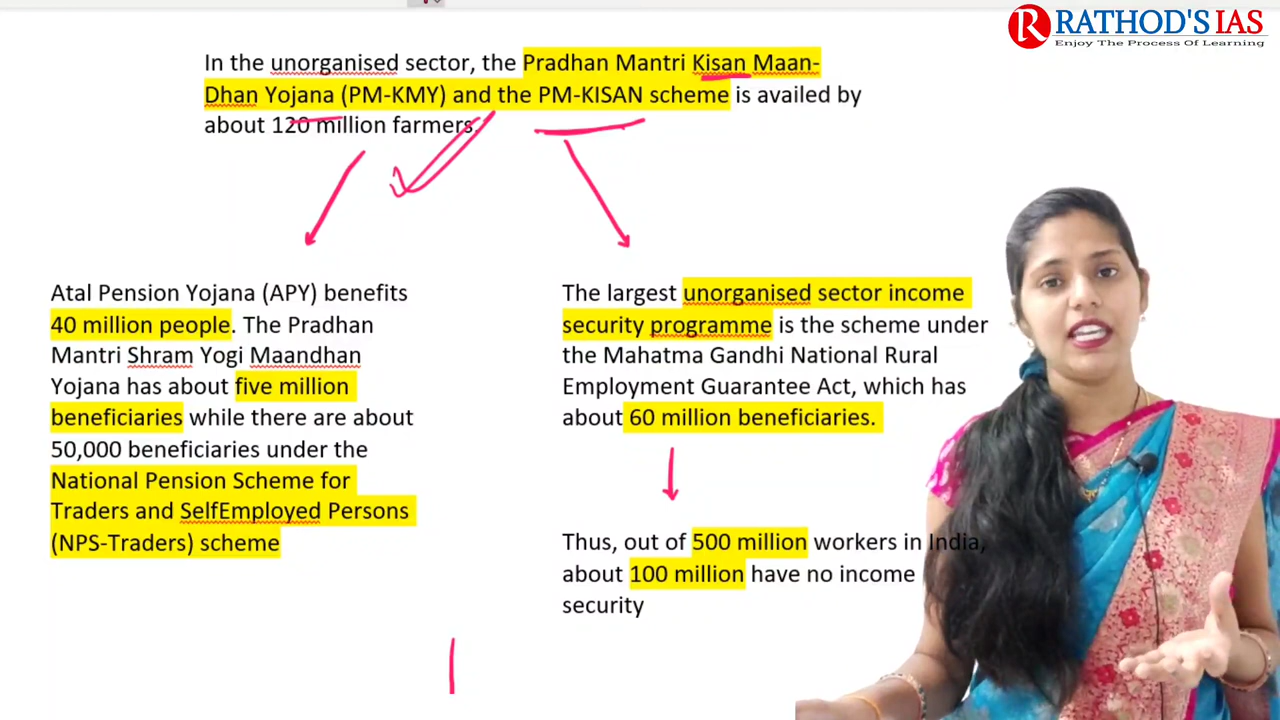 RATHOD'S IAS
Enjoy The Process Of Learning
In the unorganised sector, the Pradhan Mantri Kisan Maan-
Dhan Yojana (PM-KMY) and the PM-KISAN scheme is availed by
about 120 million farmers.
Atal Pension Yojana (APY) benefits
40 million people. The Pradhan
Mantri Shram Yogi Maandhan
Yojana has about five million
beneficiaries while there are about
50,000 beneficiaries under the
National Pension Scheme for
Traders and SelfEmployed Persons
(NPS-Traders) scheme
The largest unorganised sector income
security programme is the scheme under
the Mahatma Gandhi National Rural
Employment Guarantee Act, which has
about 60 million beneficiaries.
Thus, out of 500 million workers in India,
about 100 million have no income
security